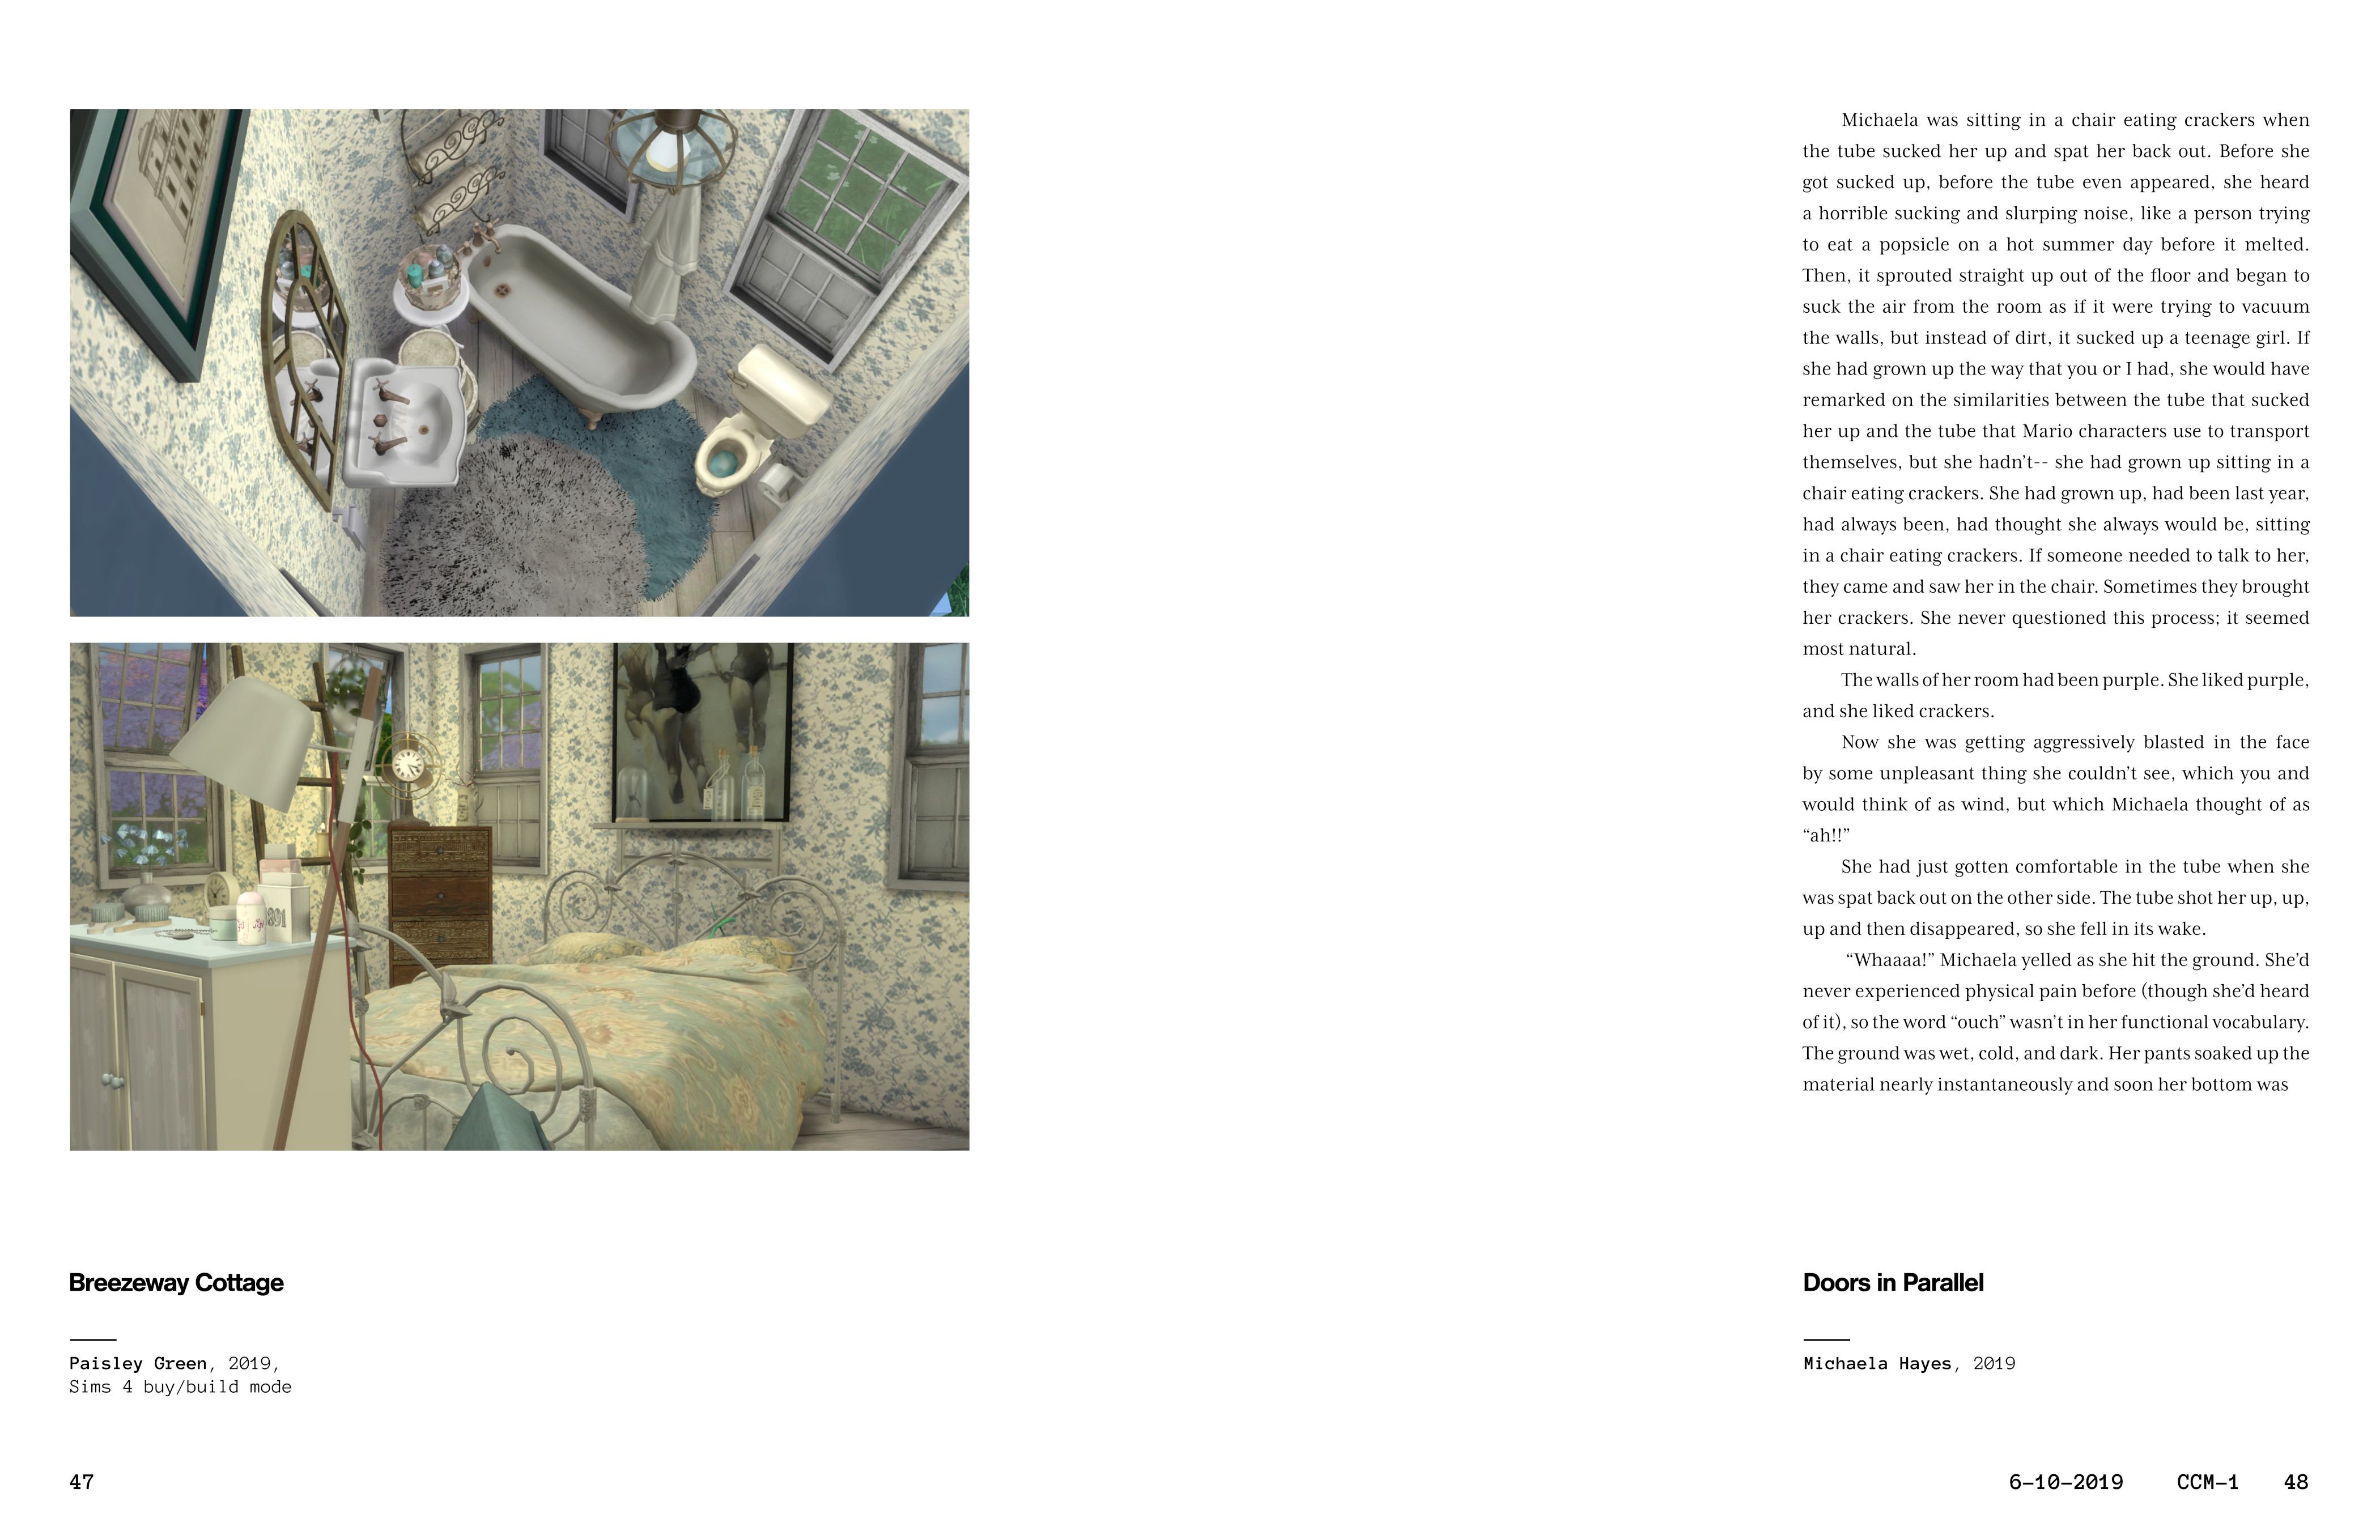 Michaela was sitting in a chair eating crackers when
the tube sucked her up and spat her back out. Before she
got sucked up, before the tube even appeared, she heard
a horrible sucking and slurping noise, like a person trying
to eat a popsicle on a hot summer day before it melted.
Then, it sprouted straight up out of the floor and began to
suck the air from the room as if it were trying to vacuum
the walls, but instead of dirt, it sucked up a teenage girl. If
she had grown up the way that you or I had, she would have
remarked on the similarities between the tube that sucked
her up and the tube that Mario characters use to transport
themselves, but she hadn’t-- she had grown up sitting in a
chair eating crackers. She had grown up, had been last year,
had always been, had thought she always would be, sitting
in a chair eating crackers. If someone needed to talk to her,
they came and saw her in the chair. Sometimes they brought
her crackers. She never questioned this process; it seemed
most natural.
The walls of her room had been purple. She liked purple,
and she liked crackers.
Now she was getting aggressively blasted in the face
by some unpleasant thing she couldn’t see, which you and
would think of as wind, but which Michaela thought of as
“ah!!”
She had just gotten comfortable in the tube when she
was spat back out on the other side. The tube shot her up, up,
up and then disappeared, so she fell in its wake.
“Whaaaa!” Michaela yelled as she hit the ground. She’d
never experienced physical pain before (though she’d heard
of it), so the word “ouch” wasn’t in her functional vocabulary.
The ground was wet, cold, and dark. Her pants soaked up the
material nearly instantaneously and soon her bottom was
Breezeway Cottage
Paisley Green, 2019,
Sims 4 buy/build mode
Doors in Parallel
Michaela Hayes, 2019
47
6-10-2019 CCM-1 48